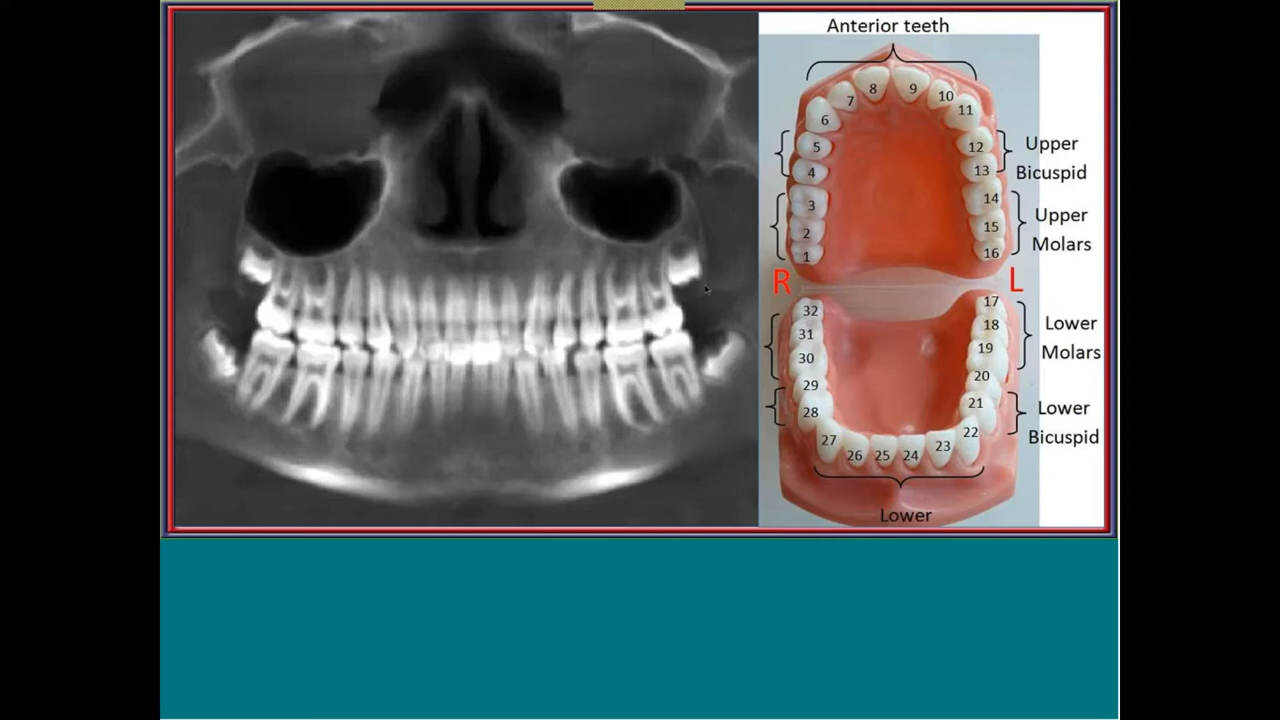 Anterior teeth
8
9
7
10
6
11
5
12
Upper
Bicuspid
4
13
3
14
Upper
Molars
2
15
1
16
R
L
32
17
31
18
Lower
Molars
30
19
29
20
28
21
Lower
Bicuspid
27
22
26
25
24
23
Lower